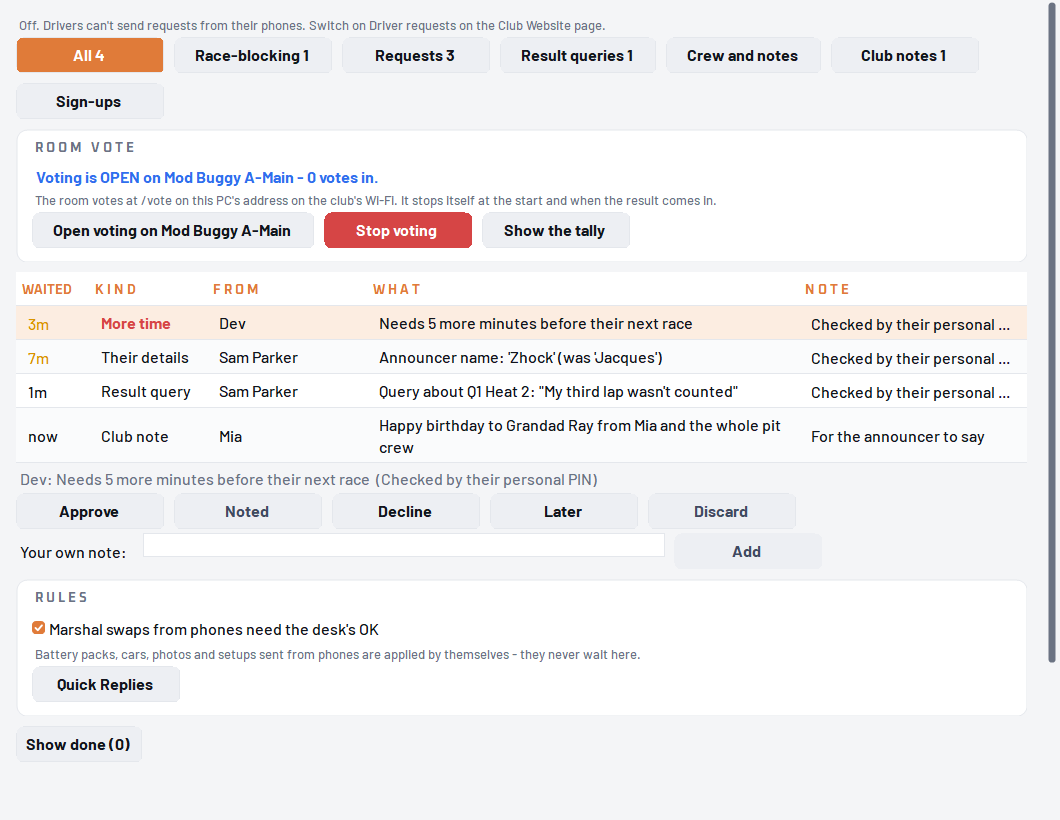 Off. Drivers can't send requests from their phones. Switch on Driver requests on the Club Website page.
All 4
Race-blocking 1
Requests 3
Result queries 1
Crew and notes
Club notes 1
Sign-ups
ROOM VOTE
Voting is OPEN on Mod Buggy A-Main - 0 votes in.
The room votes at /vote on this PC's address on the club's Wi-Fi. It stops itself at the start and when the result comes in.
Open voting on Mod Buggy A-Main
Stop voting
Show the tally
WAITED KIND FROM WHAT NOTE
3m More time Dev Needs 5 more minutes before their next race Checked by their personal ...
7m Their details Sam Parker Announcer name: 'Zhock' (was 'Jacques') Checked by their personal ...
1m Result query Sam Parker Query about Q1 Heat 2: "My third lap wasn't counted" Checked by their personal ...
now Club note Mia Happy birthday to Grandad Ray from Mia and the whole pit
crew For the announcer to say
Dev: Needs 5 more minutes before their next race (Checked by their personal PIN)
Approve
Noted
Decline
Later
Discard
Your own note:
Add
RULES
Marshal swaps from phones need the desk's OK
Battery packs, cars, photos and setups sent from phones are applied by themselves - they never wait here.
Quick Replies
Show done (0)